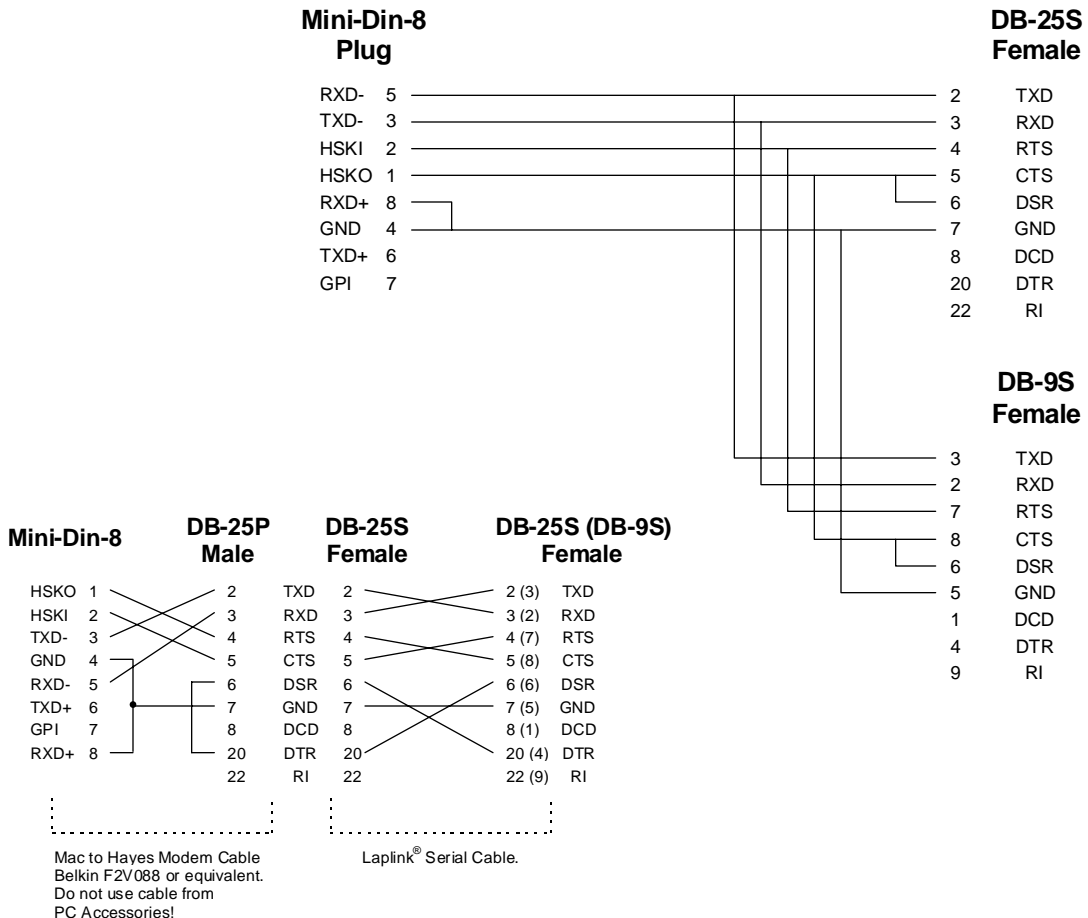 Mini-Din-8
Plug
RXD- 5
TXD- 3
HSKI 2
HSKO 1
RXD+ 8
GND 4
TXD+ 6
GPI 7
DB-25S
Female
2 TXD
3 RXD
4 RTS
5 CTS
6 DSR
7 GND
8 DCD
20 DTR
22 RI
DB-9S
Female
3 TXD
2 RXD
7 RTS
8 CTS
6 DSR
5 GND
1 DCD
4 DTR
9 RI
Mini-Din-8
HSKO 1
HSKI 2
TXD- 3
GND 4
RXD- 5
TXD+ 6
GPI 7
RXD+ 8
DB-25P
Male
2
3
4
5
6
7
8
20
22
DB-25S
Female
TXD 2
RXD 3
RTS 4
CTS 5
DSR 6
GND 7
DCD 8
DTR 20
RI 22
DB-25S (DB-9S)
Female
2 (3) TXD
3 (2) RXD
4 (7) RTS
5 (8) CTS
6 (6) DSR
7 (5) GND
8 (1) DCD
20 (4) DTR
22 (9) RI
Mac to Hayes Modem Cable
Belkin F2V088 or equivalent.
Do not use cable from
PC Accessories!
Laplink® Serial Cable.